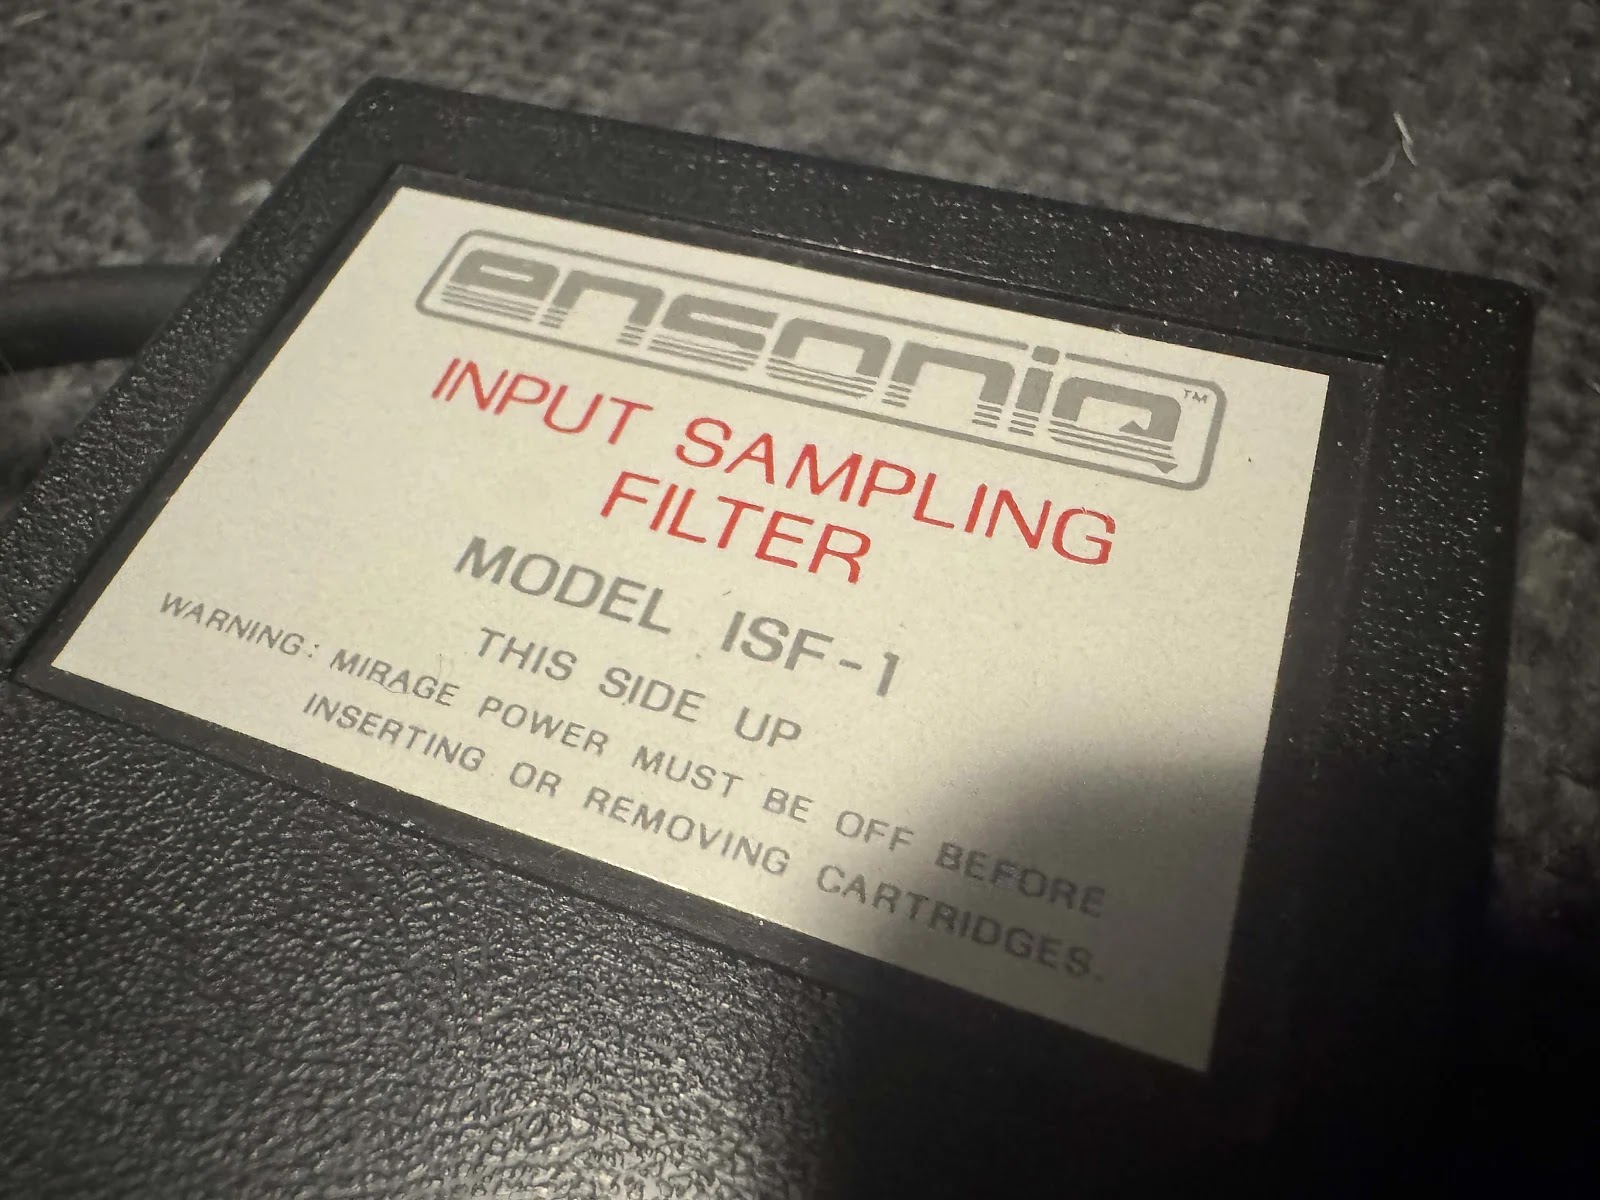 ensoniq™
INPUT SAMPLING
FILTER
MODEL ISF-1
THIS SIDE UP
WARNING: MIRAGE POWER MUST BE OFF BEFORE
INSERTING OR REMOVING CARTRIDGES.